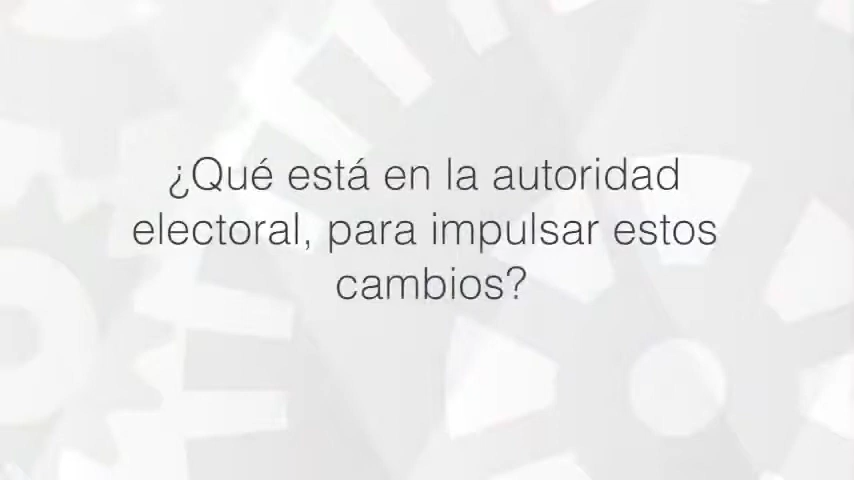 ¿Qué está en la autoridad
electoral, para impulsar estos
cambios?